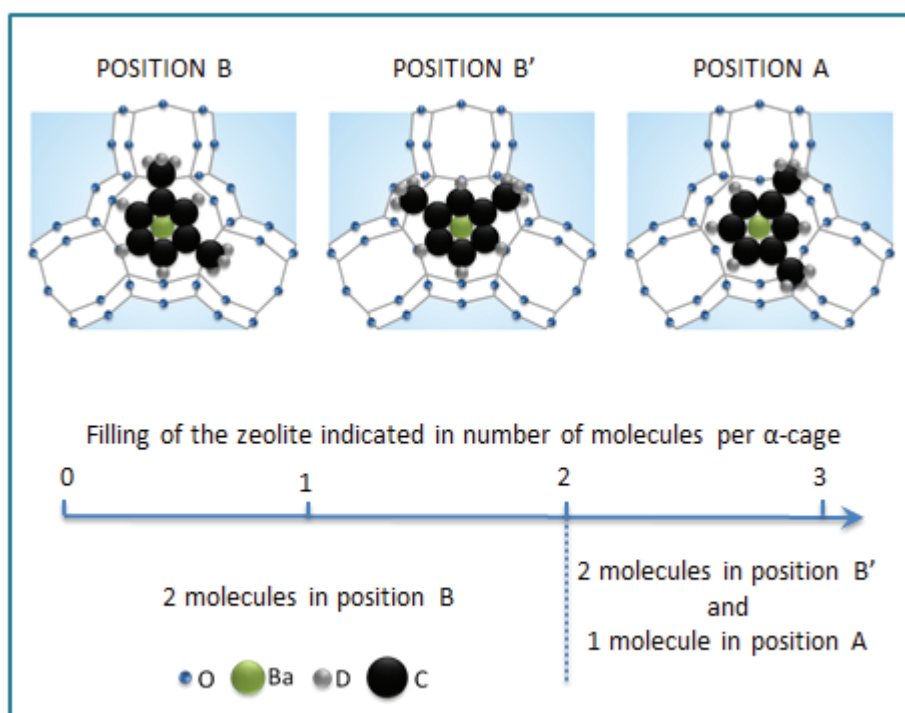 POSITION B POSITION B’ POSITION A
Filling of the zeolite indicated in number of molecules per α-cage
0 1 2 3
2 molecules in position B
2 molecules in position B’
and
1 molecule in position A
O Ba D C